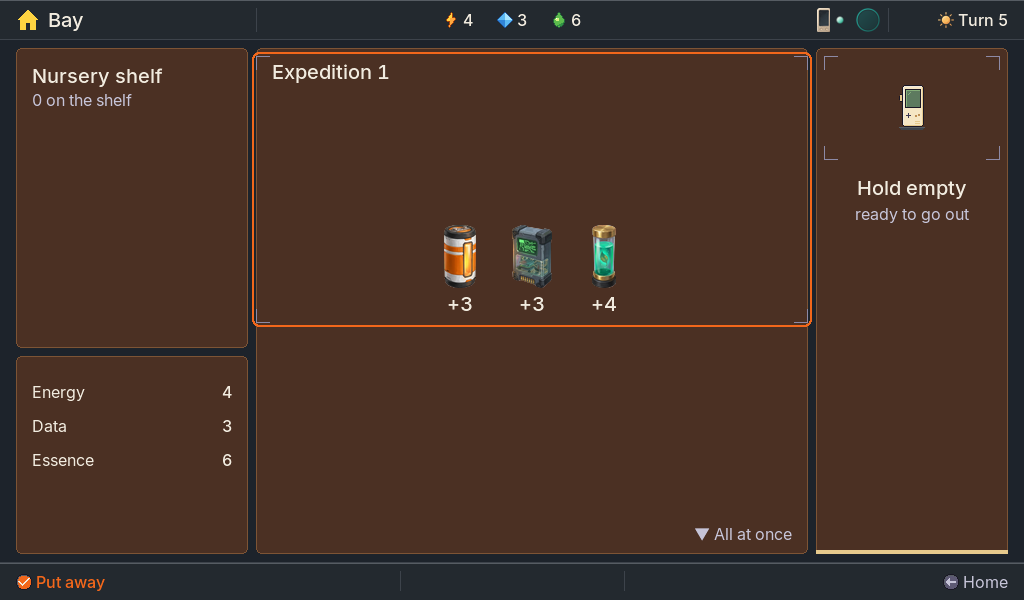 Bay
4
3
6
Turn 5
Nursery shelf
0 on the shelf
Expedition 1
+3
+3
+4
Hold empty
ready to go out
Energy 4
Data 3
Essence 6
All at once
Put away
Home